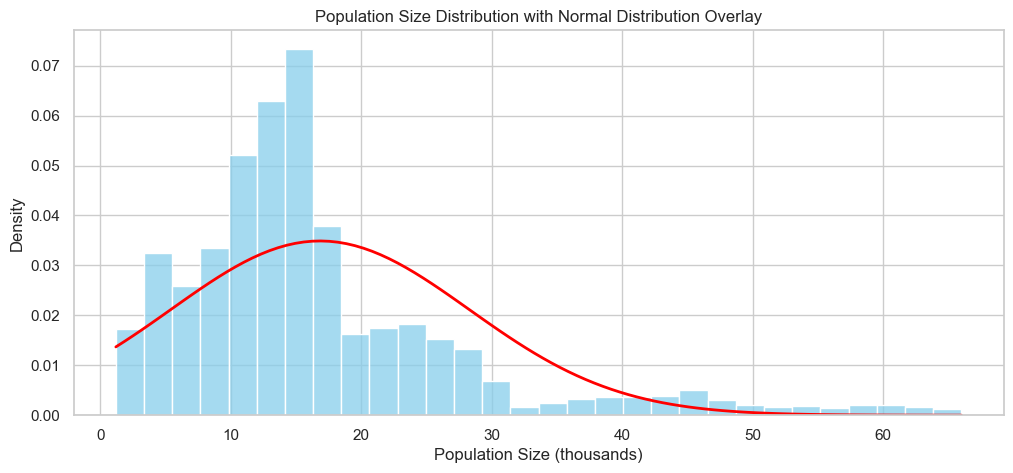 Population Size Distribution with Normal Distribution Overlay
0.07
0.06
0.05
0.04
0.03
0.02
0.01
0.00
Density
0 10 20 30 40 50 60
Population Size (thousands)